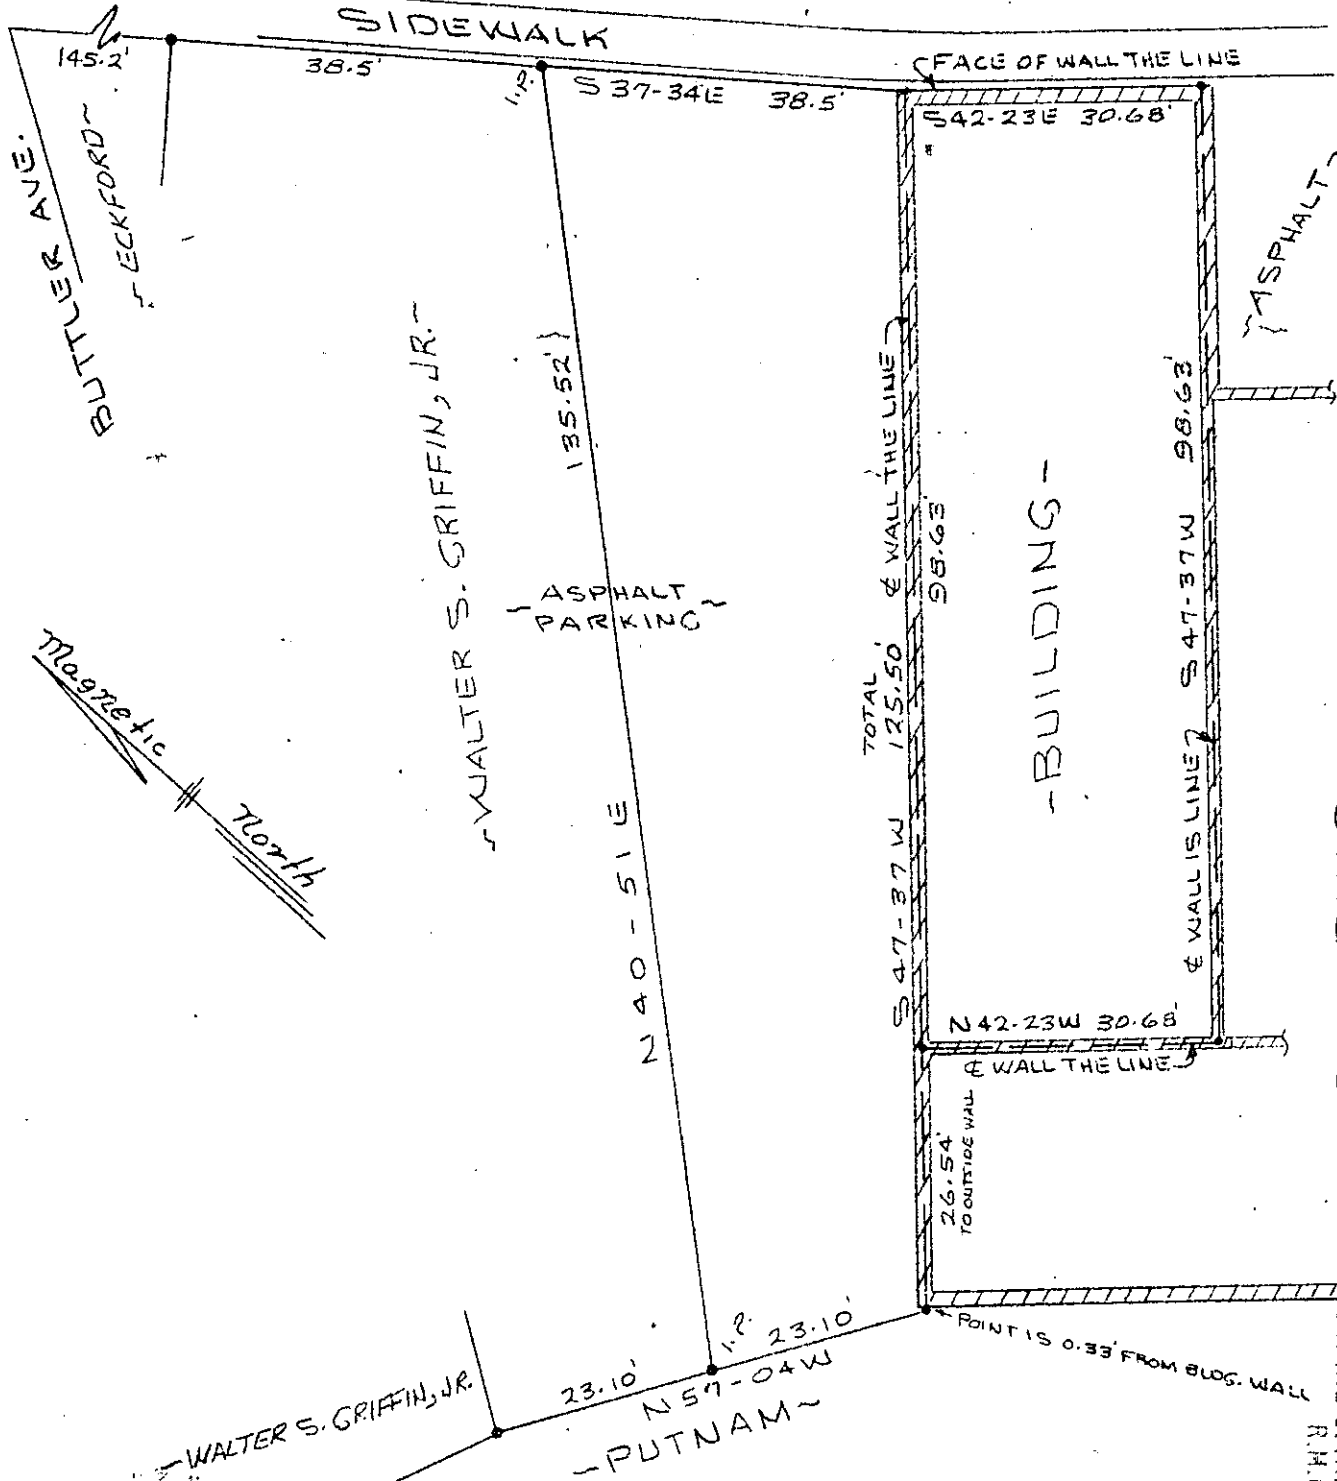 SIDEWALK
145.2'
38.5'
I.P.
S 37-34E 38.5'
FACE OF WALL THE LINE
S42-23E 30.68'
BUTTLER AVE.
~ECKFORD~
~WALTER S. GRIFFIN, JR.~
135.52'
N 40-51 E
~ASPHALT~
PARKING
℄ WALL THE LINE
98.63'
TOTAL
125.50'
S 47-37 W
-BUILDING-
98.63'
S 47-37 W
℄ WALL IS LINE
ASPHALT
Magnetic
North
N42-23W 30.68'
℄ WALL THE LINE
26.54'
TO OUTSIDE WALL
POINT IS 0.33' FROM BLDG. WALL
I.P.
23.10'
23.10'
N57-04W
~PUTNAM~
~WALTER S. GRIFFIN, JR.
R.H.